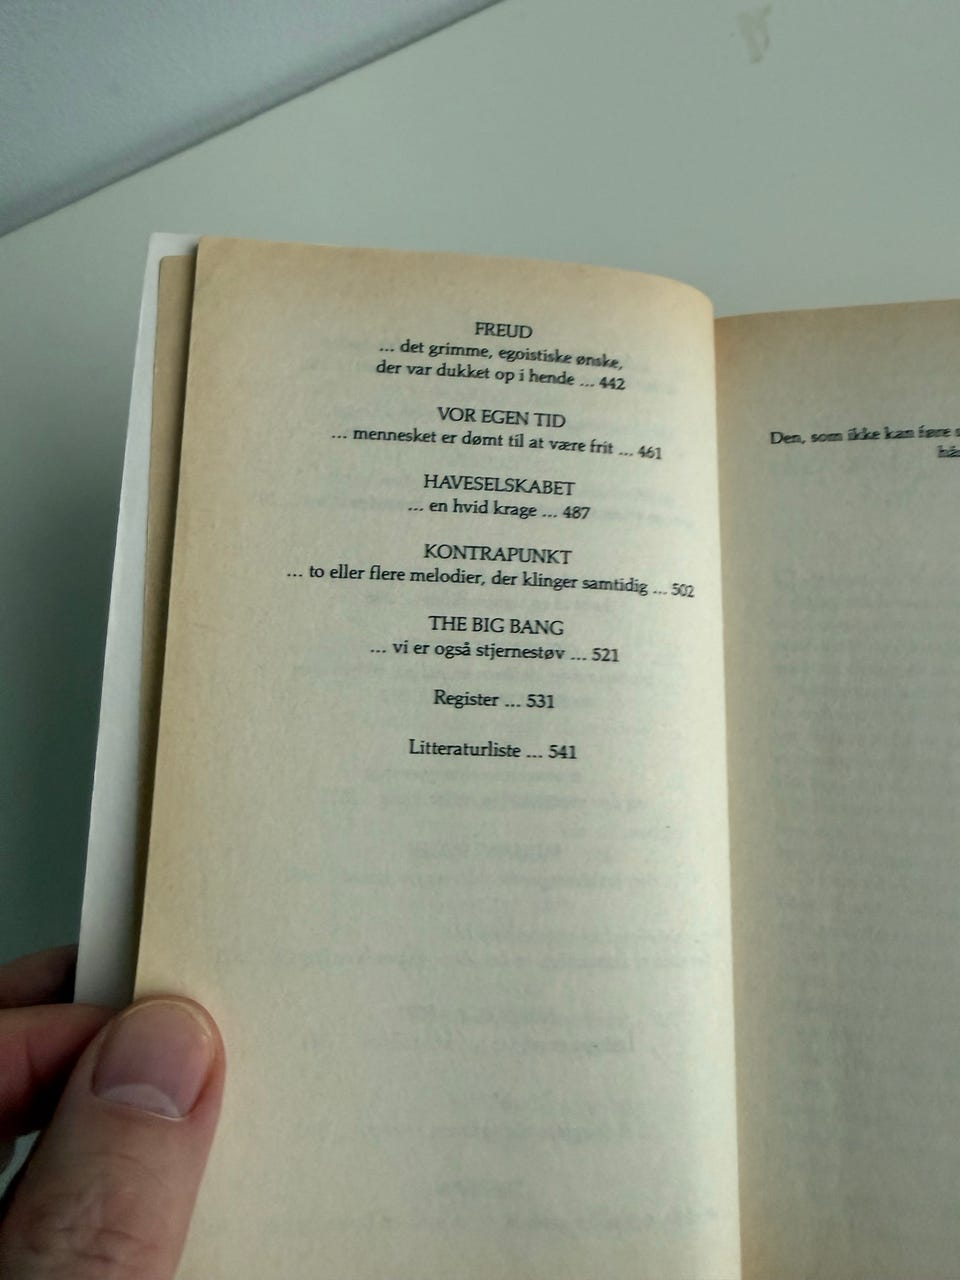 FREUD
... det grimme, egoistiske ønske,
der var dukket op i hende ... 442
VOR EGEN TID
... mennesket er dømt til at være frit ... 461
HAVESELSKABET
... en hvid krage ... 487
KONTRAPUNKT
... to eller flere melodier, der klinger samtidig ... 502
THE BIG BANG
... vi er også stjernestøv ... 521
Register ... 531
Litteraturliste ... 541
Den, som ikke kan føre